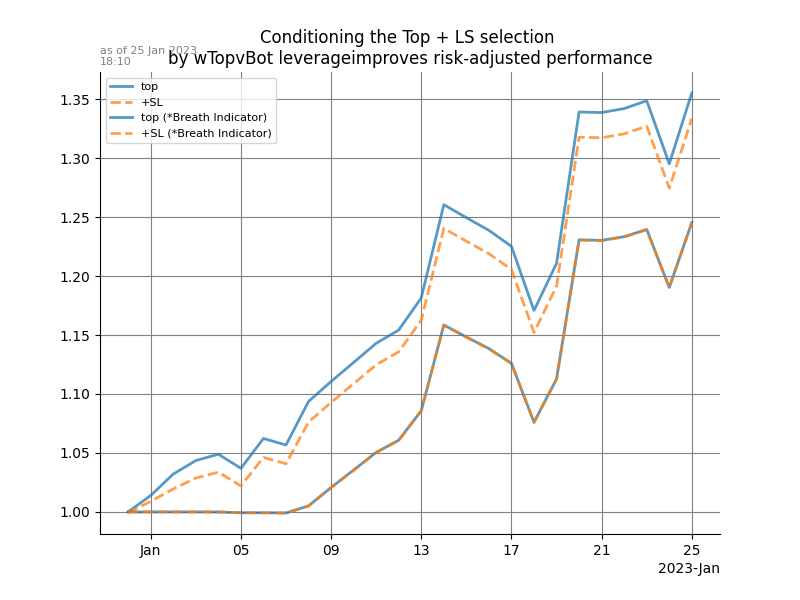 Conditioning the Top + LS selection
as of 25 Jan 2023
by wTopvBot leverageimproves risk-adjusted performance
18:10
top
+SL
top (*Breath Indicator)
+SL (*Breath Indicator)
1.35
1.30
1.25
1.20
1.15
1.10
1.05
1.00
Jan 05 09 13 17 21 25
2023-Jan